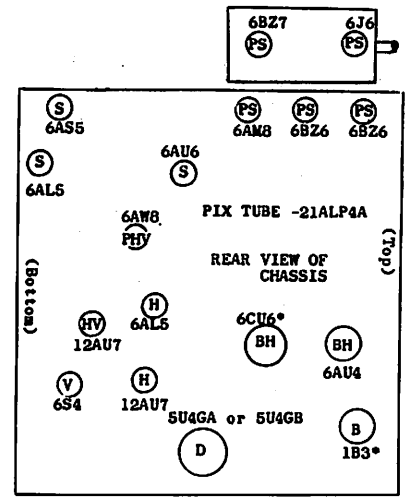 6BZ7 6J6
PS PS
S PS PS PS
6AS5 6AM8 6BZ6 6BZ6
S 6AU6
6AL5 S
6AW8 PIX TUBE -21ALP4A
PHV
(Bottom) (Top)
REAR VIEW OF
CHASSIS
H
HV 6AL5 6CU6*
12AU7 BH BH
6AU4
V H
6S4 12AU7
5U4GA or 5U4GB
D B
1B3*